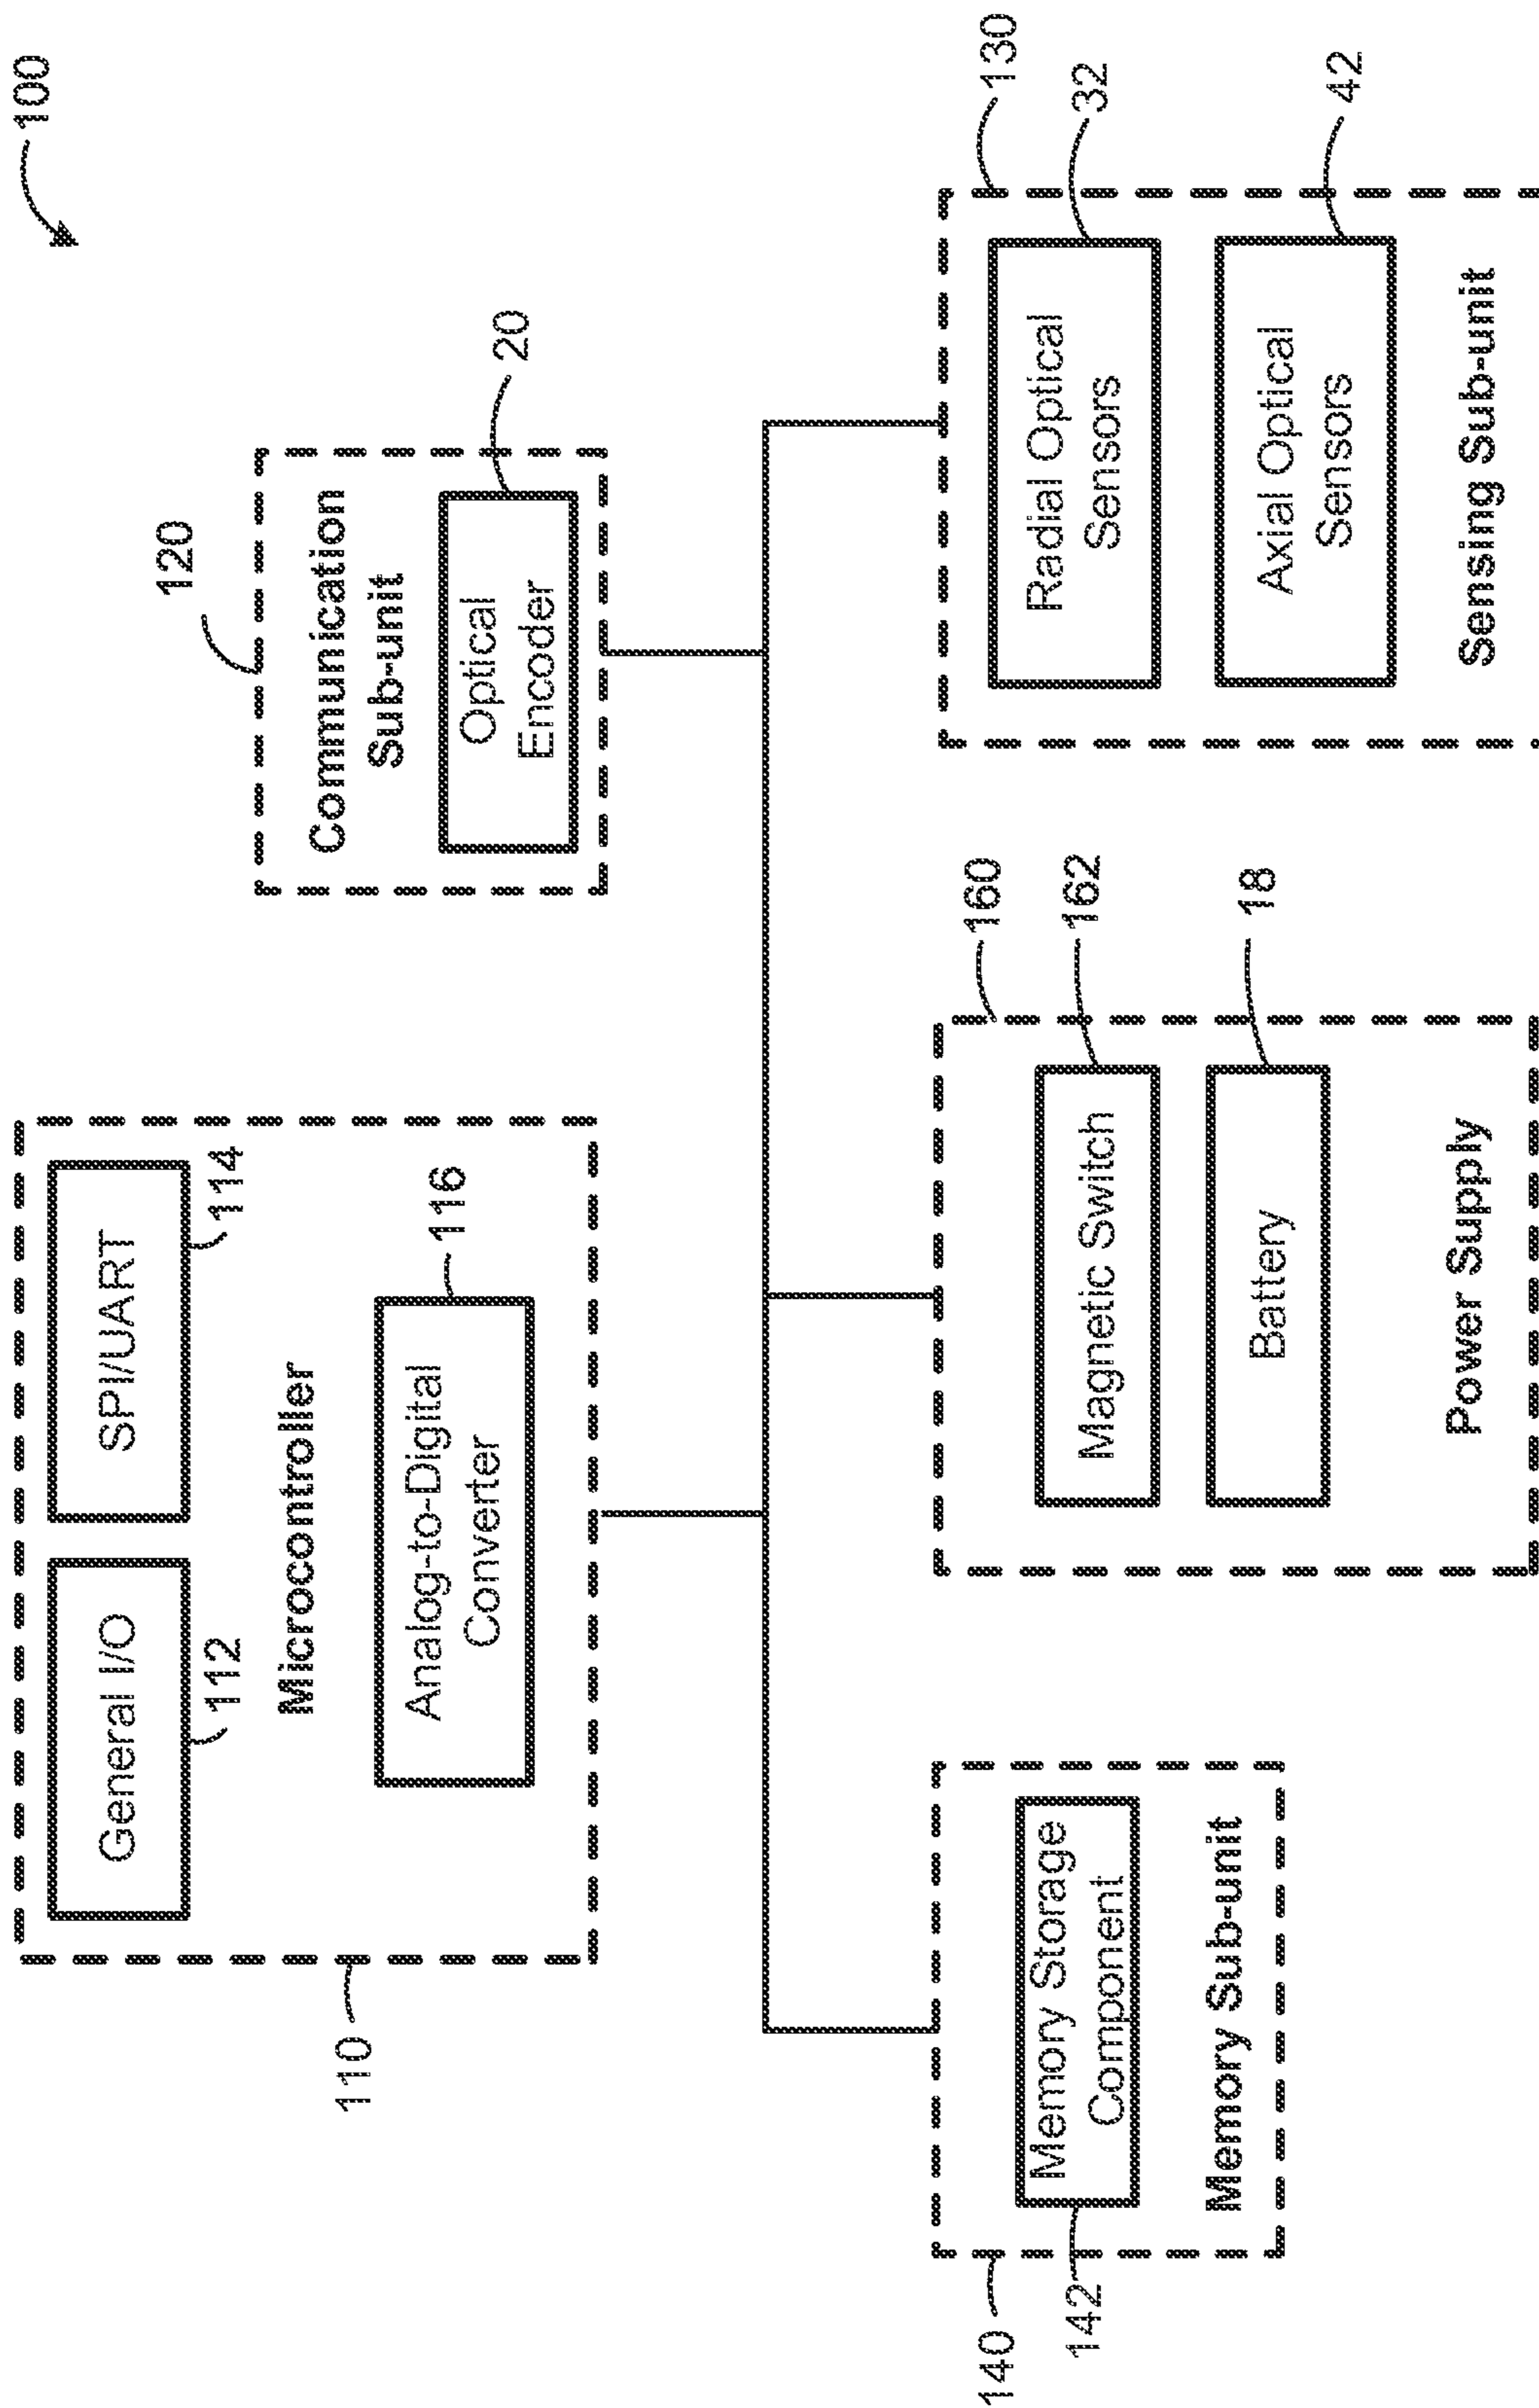 100
120
General I/O
SPI/UART
112
114
Microcontroller
Analog-to-Digital
Converter
116
110
Communication
Sub-unit
Optical
Encoder
20
140
Memory Storage
Component
142
Memory Sub-unit
160
Magnetic Switch
162
Battery
18
Power Supply
130
Radial Optical
Sensors
32
Axial Optical
Sensors
42
Sensing Sub-unit